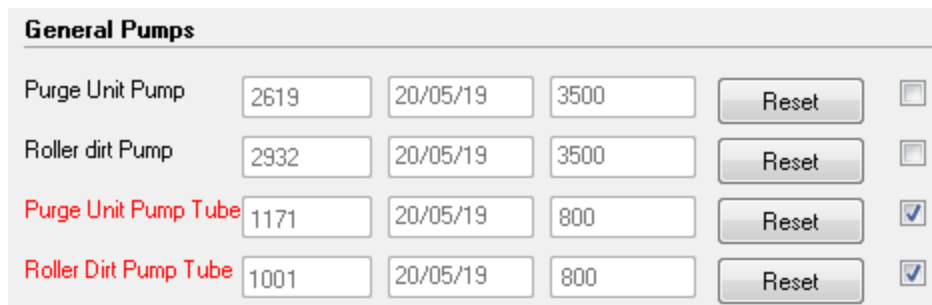 General Pumps
Purge Unit Pump 2619 20/05/19 3500 Reset
Roller dirt Pump 2932 20/05/19 3500 Reset
Purge Unit Pump Tube 1171 20/05/19 800 Reset
Roller Dirt Pump Tube 1001 20/05/19 800 Reset